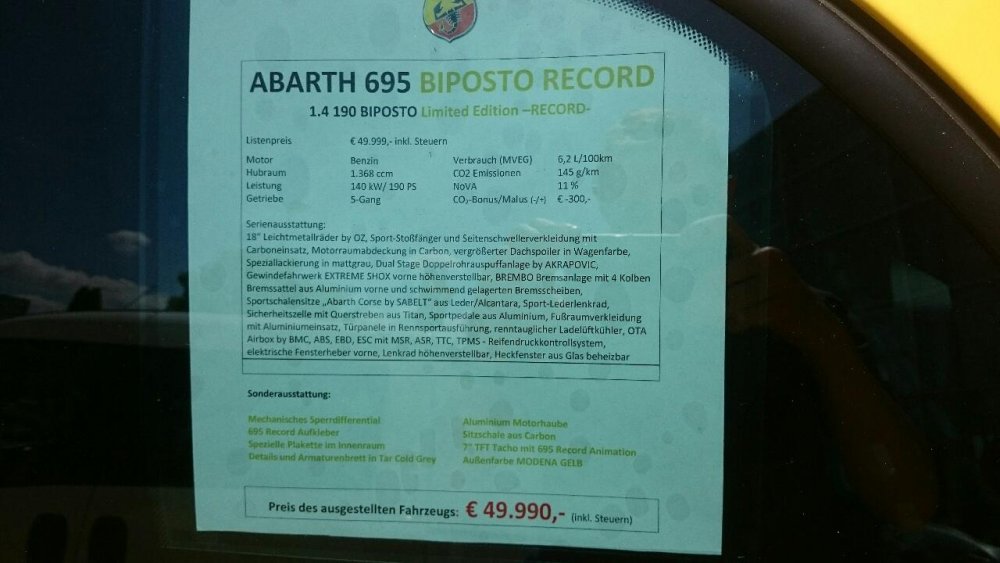 ABARTH 695 BIPOSTO RECORD
1.4 190 BIPOSTO Limited Edition –RECORD-
Listenpreis € 49.999,- inkl. Steuern
Motor Benzin Verbrauch (MVEG) 6,2 L/100km
Hubraum 1.368 ccm CO2 Emissionen 145 g/km
Leistung 140 kW/ 190 PS NoVA 11 %
Getriebe 5-Gang CO₂-Bonus/Malus (-/+) € -300,-
Serienausstattung:
18" Leichtmetallräder by OZ, Sport-Stoßfänger und Seitenschwellerverkleidung mit
Carboneinsatz, Motorraumabdeckung in Carbon, vergrößerter Dachspoiler in Wagenfarbe,
Speziallackierung in mattgrau, Dual Stage Doppelrohrauspuffanlage by AKRAPOVIC,
Gewindefahrwerk EXTREME SHOX vorne höhenverstellbar, BREMBO Bremsanlage mit 4 Kolben
Bremssattel aus Aluminium vorne und schwimmend gelagerten Bremsscheiben,
Sportschalensitze „Abarth Corse by SABELT" aus Leder/Alcantara, Sport-Lederlenkrad,
Sicherheitszelle mit Querstreben aus Titan, Sportpedale aus Aluminium, Fußraumverkleidung
mit Aluminiumeinsatz, Türpanele in Rennsportausführung, renntauglicher Ladelüftkühler, OTA
Airbox by BMC, ABS, EBD, ESC mit MSR, ASR, TTC, TPMS - Reifendruckkontrollsystem,
elektrische Fensterheber vorne, Lenkrad höhenverstellbar, Heckfenster aus Glas beheizbar
Sonderausstattung:
Mechanisches Sperrdifferential Aluminium Motorhaube
695 Record Aufkleber Sitzschale aus Carbon
Spezielle Plakette im Innenraum 7" TFT Tacho mit 695 Record Animation
Details und Armaturenbrett in Tar Cold Grey Außenfarbe MODENA GELB
Preis des ausgestellten Fahrzeugs: € 49.990,- (inkl. Steuern)